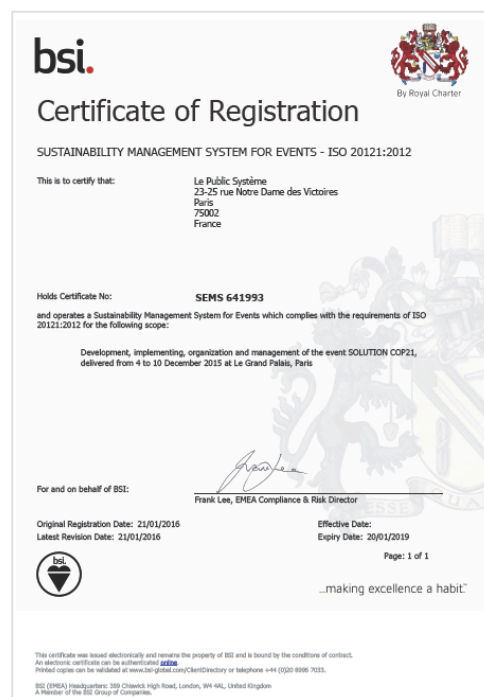 bsi.
By Royal Charter
Certificate of Registration
SUSTAINABILITY MANAGEMENT SYSTEM FOR EVENTS - ISO 20121:2012
This is to certify that:
Le Public Système
23-25 rue Notre Dame des Victoires
Paris
75002
France
Holds Certificate No:
SEMS 641993
and operates a Sustainability Management System for Events which complies with the requirements of ISO
20121:2012 for the following scope:
Development, implementing, organization and management of the event SOLUTION COP21,
delivered from 4 to 10 December 2015 at Le Grand Palais, Paris
For and on behalf of BSI:
Frank Lee, EMEA Compliance & Risk Director
Original Registration Date: 21/01/2016
Effective Date:
Latest Revision Date: 21/01/2016
Expiry Date: 20/01/2019
Page: 1 of 1
bsi.
...making excellence a habit.™
This certificate was issued electronically and remains the property of BSI and is bound by the conditions of contract.
An electronic certificate can be authenticated online.
Printed copies can be validated at www.bsi-global.com/ClientDirectory or telephone +44 (0)20 8996 7033.
BSI (EMEA) Headquarters: 389 Chiswick High Road, London, W4 4AL, United Kingdom
A Member of the BSI Group of Companies.